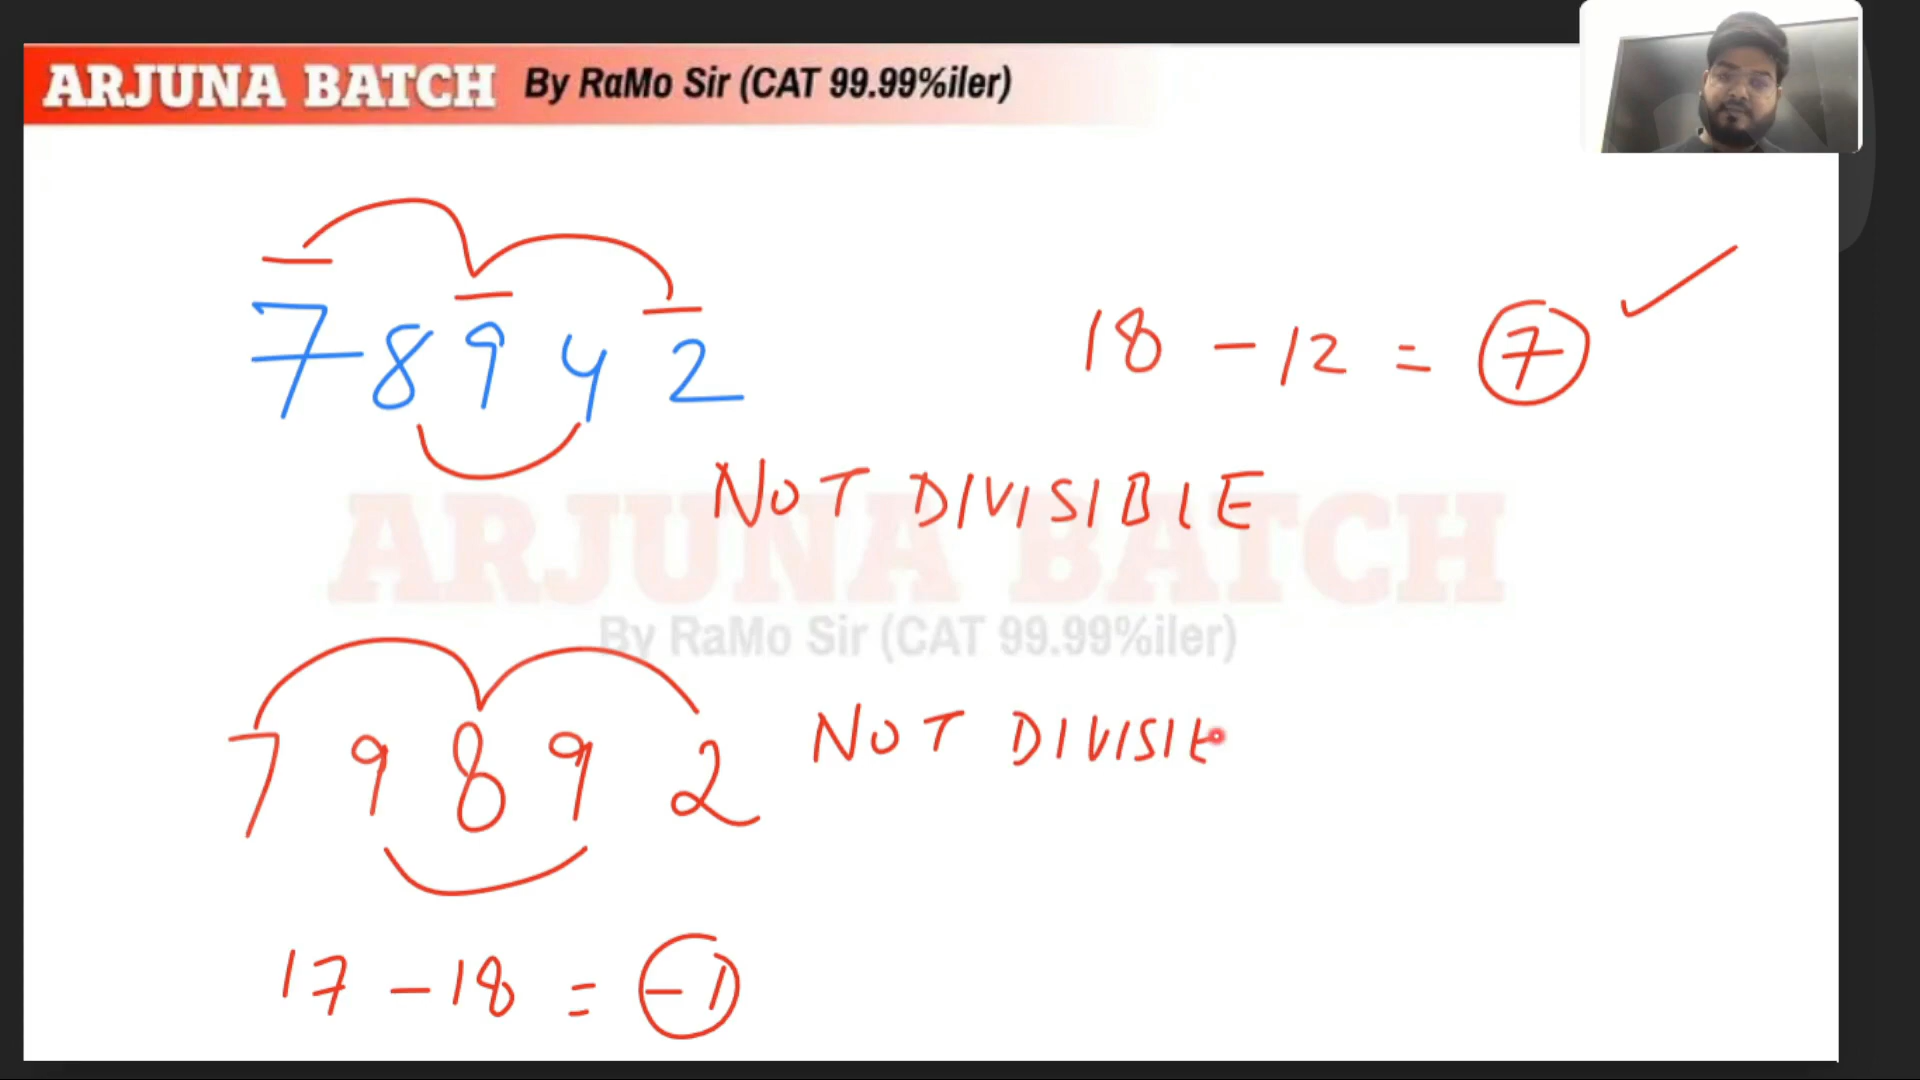 ARJUNA BATCH By RaMo Sir (CAT 99.99%iler)
78942
18 - 12 = 7
NOT DIVISIBLE
ARJUNA BATCH
By RaMo Sir (CAT 99.99%iler)
79892 NOT DIVISI
17 - 18 = -1